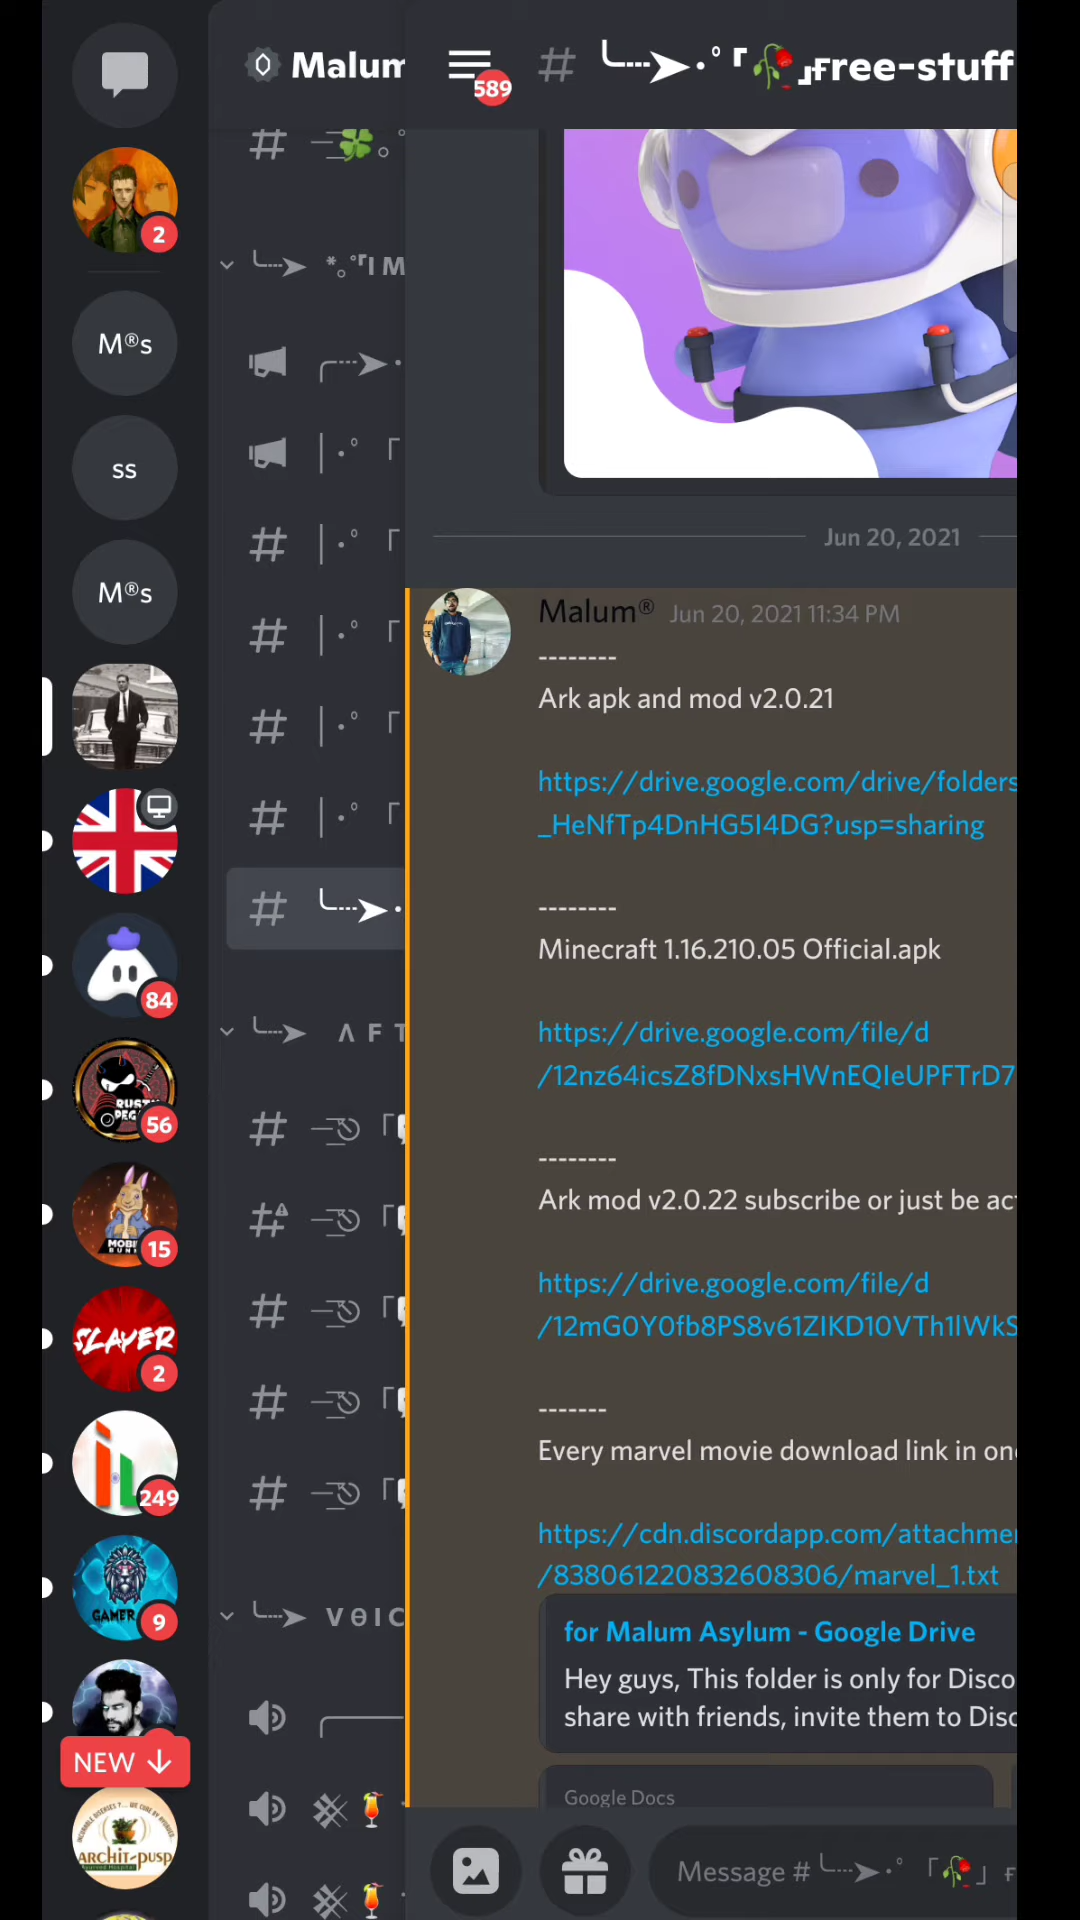 Malum
589
# ╰┈➤.°「🥀」ғree-stuff
2
*｡°「I M
M®s
ss
M®s
Jun 20, 2021
Malum® Jun 20, 2021 11:34 PM
--------
Ark apk and mod v2.0.21
https://drive.google.com/drive/folders
_HeNfTp4DnHG5I4DG?usp=sharing
--------
Minecraft 1.16.210.05 Official.apk
https://drive.google.com/file/d
/12nz64icsZ8fDNxsHWnEQIeUPFTrD7
--------
Ark mod v2.0.22 subscribe or just be ac
https://drive.google.com/file/d
/12mG0Y0fb8PS8v61ZIKD10VTh1lWkS
-------
Every marvel movie download link in on
https://cdn.discordapp.com/attachme
/838061220832608306/marvel_1.txt
for Malum Asylum - Google Drive
Hey guys, This folder is only for Disco
share with friends, invite them to Disc
Google Docs
Message # ╰┈➤.° 「🥀」 ғ
84
Λ F T
56
15
SLAYER
2
249
GAMER
9
V Ѳ I C
NEW ↓
ARCHIT-PUSP